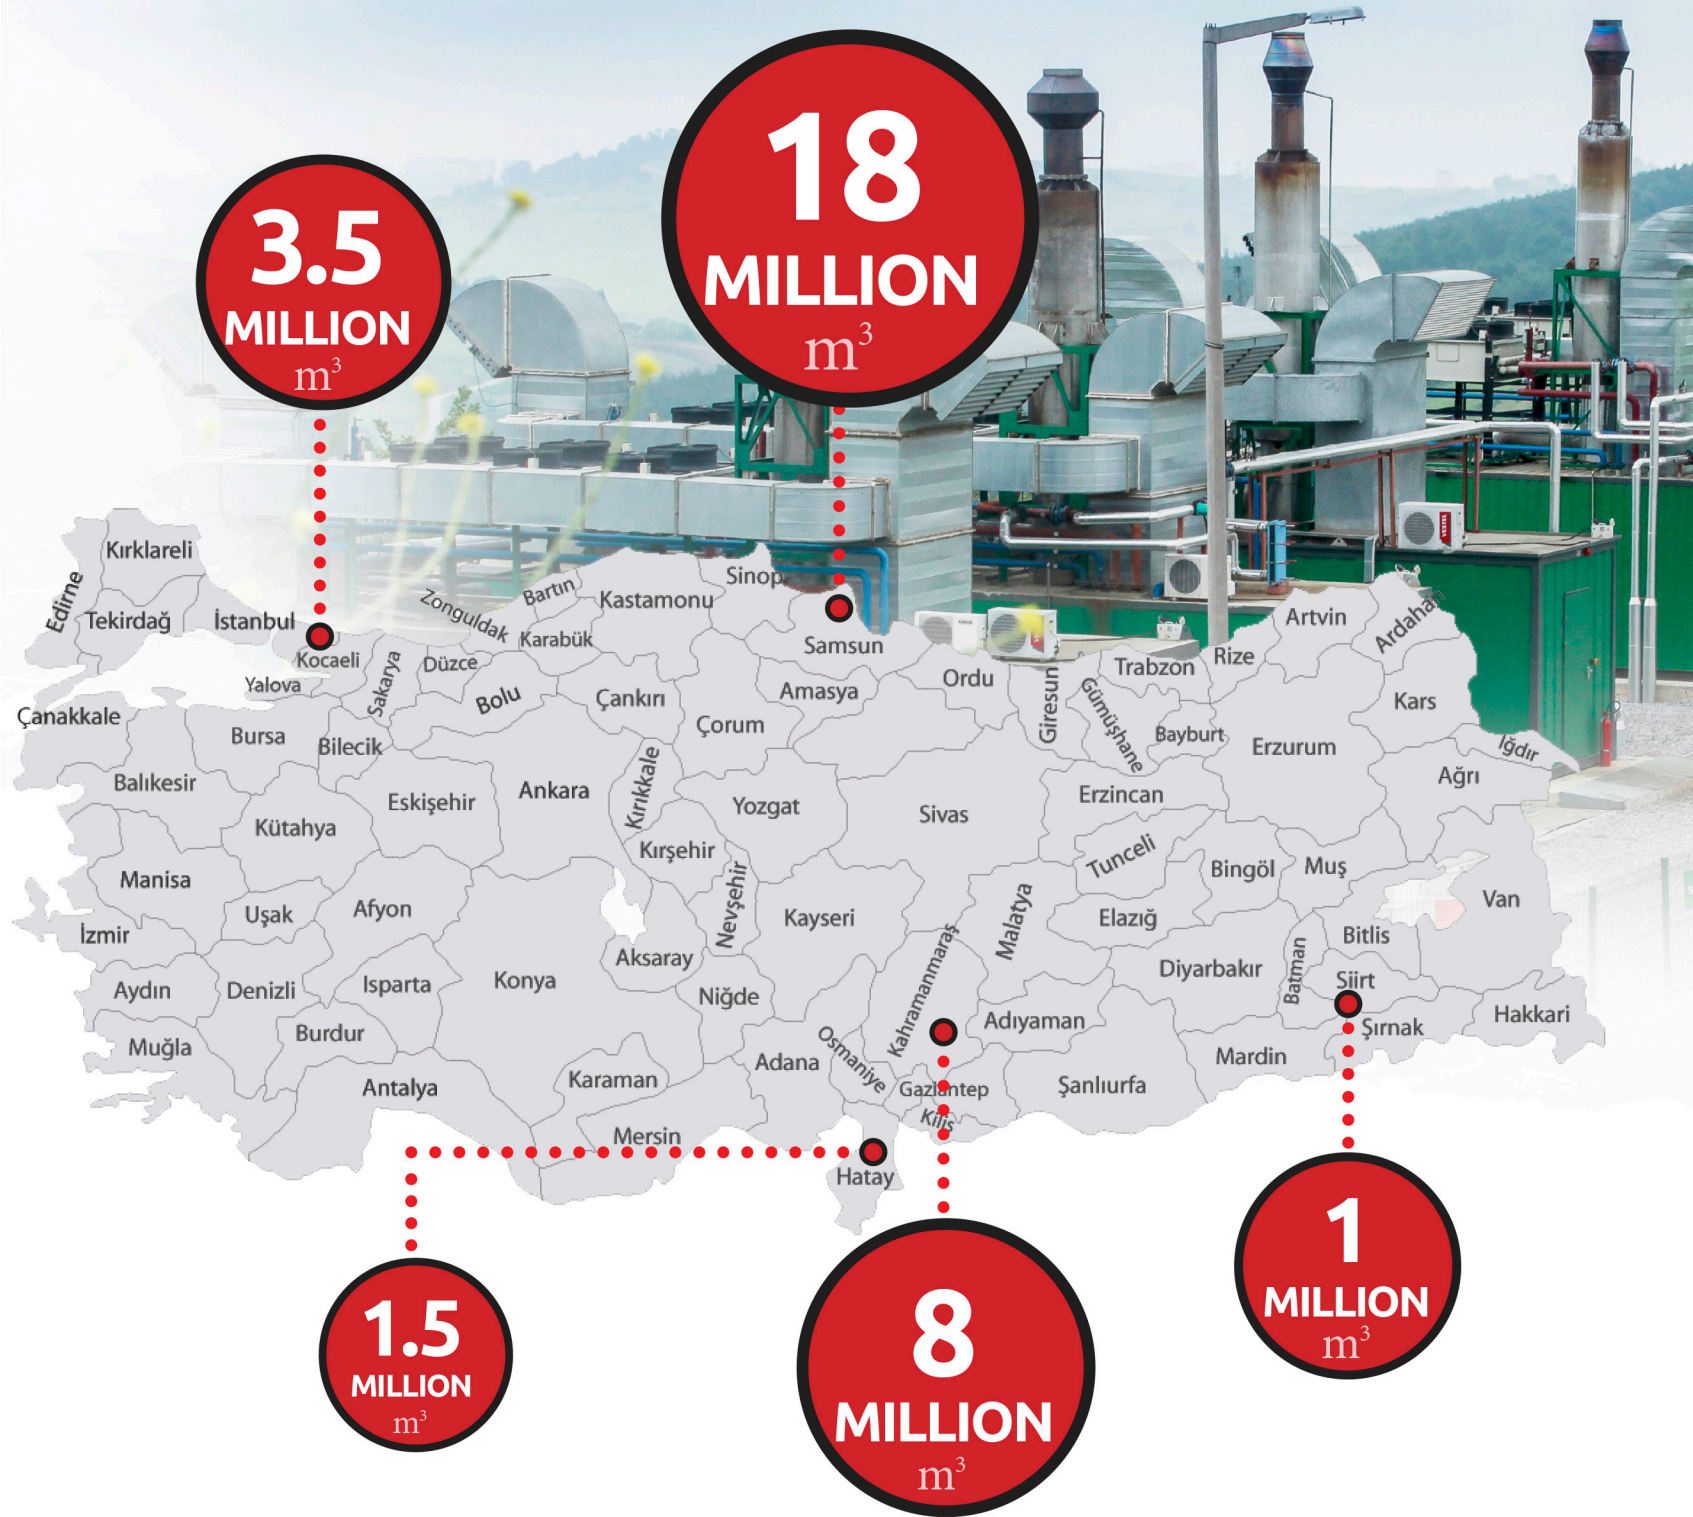 18
MILLION
m³
3.5
MILLION
m³
Kırklareli
Edirne
Tekirdağ
İstanbul
Kocaeli
Yalova
Sakarya
Düzce
Zonguldak
Bartın
Karabük
Kastamonu
Sinop
Samsun
Bolu
Çankırı
Çorum
Amasya
Ordu
Giresun
Gümüşhane
Trabzon
Rize
Artvin
Ardahan
Kars
Iğdır
Ağrı
Bayburt
Erzurum
Çanakkale
Bursa
Bilecik
Balıkesir
Kütahya
Eskişehir
Ankara
Kırıkkale
Yozgat
Sivas
Erzincan
Tunceli
Kırşehir
Nevşehir
Bingöl
Muş
Van
Manisa
Uşak
Afyon
Kayseri
Malatya
Elazığ
Bitlis
İzmir
Aksaray
Kahramanmaraş
Diyarbakır
Batman
Siirt
Aydın
Denizli
Isparta
Konya
Niğde
Adıyaman
Şırnak
Hakkari
Muğla
Burdur
Adana
Osmaniye
Mardin
Antalya
Karaman
Gaziantep
Şanlıurfa
Kilis
Mersin
Hatay
VESTEL
VESTEL
1
MILLION
m³
1.5
MILLION
m³
8
MILLION
m³